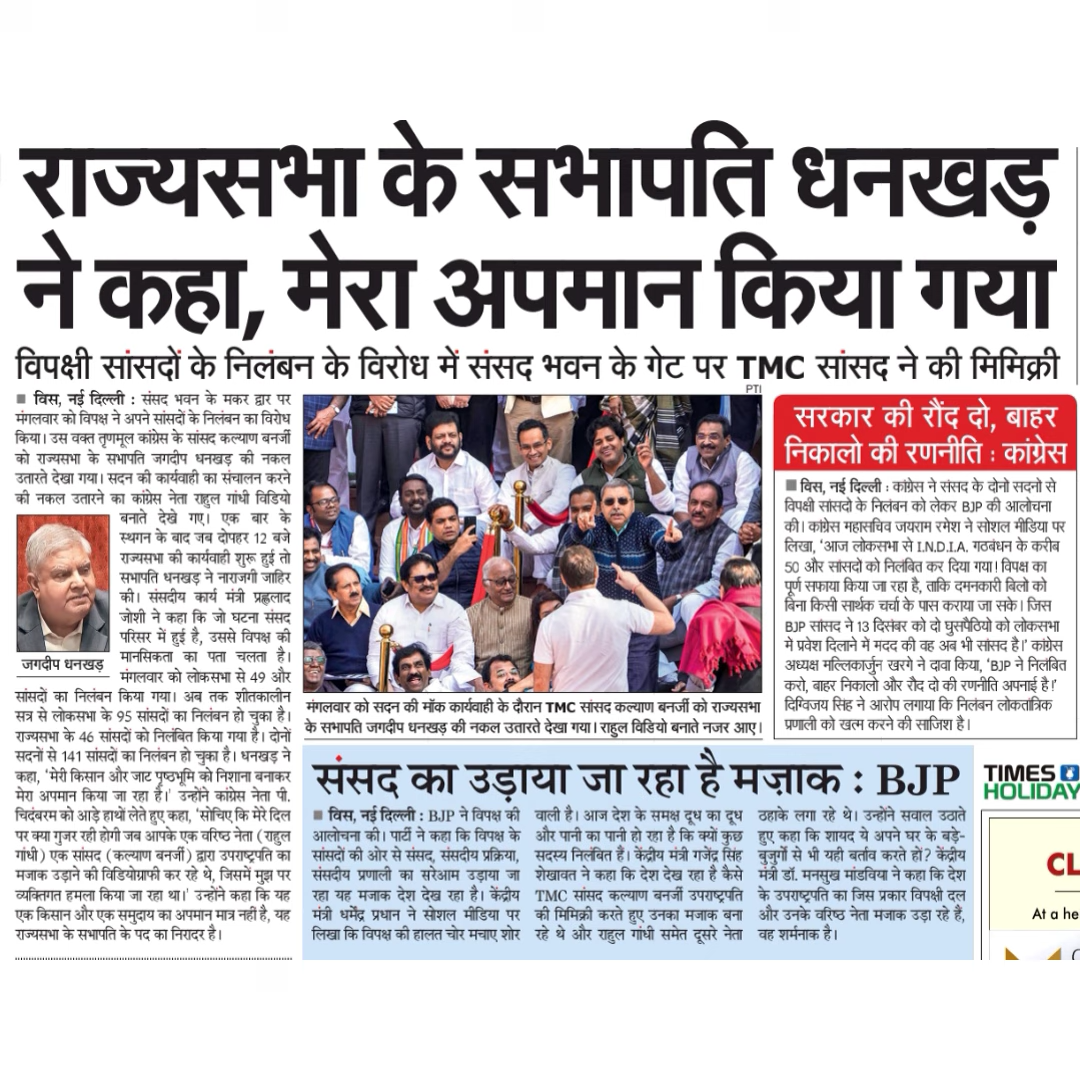 राज्यसभा के सभापति धनखड़
ने कहा, मेरा अपमान किया गया
विपक्षी सांसदों के निलंबन के विरोध में संसद भवन के गेट पर TMC सांसद ने की मिमिक्री
■ विस, नई दिल्ली : संसद भवन के मकर द्वार पर
मंगलवार को विपक्ष ने अपने सांसदों के निलंबन का विरोध
किया। उस वक्त तृणमूल कांग्रेस के सांसद कल्याण बनर्जी
को राज्यसभा के सभापति जगदीप धनखड़ की नकल
उतारते देखा गया। सदन की कार्यवाही का संचालन करने
की नकल उतारने का कांग्रेस नेता राहुल गांधी विडियो
बनाते देखे गए। एक बार के
स्थगन के बाद जब दोपहर 12 बजे
राज्यसभा की कार्यवाही शुरू हुई तो
सभापति धनखड़ ने नाराजगी जाहिर
की। संसदीय कार्य मंत्री प्रह्लाद
जोशी ने कहा कि जो घटना संसद
परिसर में हुई है, उससे विपक्ष की
मानसिकता का पता चलता है।
मंगलवार को लोकसभा से 49 और
जगदीप धनखड़
सांसदों का निलंबन किया गया। अब तक शीतकालीन
सत्र से लोकसभा के 95 सांसदों का निलंबन हो चुका है।
राज्यसभा के 46 सांसदों को निलंबित किया गया है। दोनों
सदनों से 141 सांसदों का निलंबन हो चुका है। धनखड़ ने
कहा, 'मेरी किसान और जाट पृष्ठभूमि को निशाना बनाकर
मेरा अपमान किया जा रहा है।' उन्होंने कांग्रेस नेता पी.
चिदंबरम को आड़े हाथों लेते हुए कहा, 'सोचिए कि मेरे दिल
पर क्या गुजर रही होगी जब आपके एक वरिष्ठ नेता (राहुल
गांधी) एक सांसद (कल्याण बनर्जी) द्वारा उपराष्ट्रपति का
मजाक उड़ाने की विडियोग्राफी कर रहे थे, जिसमें मुझ पर
व्यक्तिगत हमला किया जा रहा था।' उन्होंने कहा कि यह
एक किसान और एक समुदाय का अपमान मात्र नहीं है, यह
राज्यसभा के सभापति के पद का निरादर है।
PTI
मंगलवार को सदन की मॉक कार्यवाही के दौरान TMC सांसद कल्याण बनर्जी को राज्यसभा
के सभापति जगदीप धनखड़ की नकल उतारते देखा गया। राहुल विडियो बनाते नजर आए।
सरकार की रौंद दो, बाहर
निकालो की रणनीति : कांग्रेस
■ विस, नई दिल्ली : कांग्रेस ने संसद के दोनो सदनो से
विपक्षी सांसदों के निलंबन को लेकर BJP की आलोचना
की। कांग्रेस महासचिव जयराम रमेश ने सोशल मीडिया पर
लिखा, 'आज लोकसभा से I.N.D.I.A. गठबंधन के करीब
50 और सांसदों को निलंबित कर दिया गया। विपक्ष का
पूर्ण सफाया किया जा रहा है, ताकि दमनकारी बिलो को
बिना किसी सार्थक चर्चा के पास कराया जा सके। जिस
BJP सांसद ने 13 दिसंबर को दो घुसपैठियो को लोकसभा
मे प्रवेश दिलाने में मदद की वह अब भी सांसद है।' कांग्रेस
अध्यक्ष मल्लिकार्जुन खरगे ने दावा किया, 'BJP ने निलंबित
करो, बाहर निकालो और रौंद दो की रणनीति अपनाई है।'
दिग्विजय सिंह ने आरोप लगाया कि निलंबन लोकतांत्रिक
प्रणाली को खत्म करने की साजिश है।
संसद का उड़ाया जा रहा है मज़ाक : BJP
■ विस, नई दिल्ली : BJP ने विपक्ष की
आलोचना की। पार्टी ने कहा कि विपक्ष के
सांसदों की ओर से संसद, संसदीय प्रक्रिया,
संसदीय प्रणाली का सरेआम उड़ाया जा
रहा यह मजाक देश देख रहा है। केंद्रीय
मंत्री धर्मेंद्र प्रधान ने सोशल मीडिया पर
लिखा कि विपक्ष की हालत चोर मचाए शोर
वाली है। आज देश के समक्ष दूध का दूध
और पानी का पानी हो रहा है कि क्यों कुछ
सदस्य निलंबित हैं। केंद्रीय मंत्री गजेंद्र सिंह
शेखावत ने कहा कि देश देख रहा है कैसे
TMC सांसद कल्याण बनर्जी उपराष्ट्रपति
की मिमिक्री करते हुए उनका मजाक बना
रहे थे और राहुल गांधी समेत दूसरे नेता
ठहाके लगा रहे थे। उन्होंने सवाल उठाते
हुए कहा कि शायद ये अपने घर के बड़े-
बुजुर्गों से भी यही बर्ताव करते हों? केंद्रीय
मंत्री डॉ. मनसुख मांडविया ने कहा कि देश
के उपराष्ट्रपति का जिस प्रकार विपक्षी दल
और उनके वरिष्ठ नेता मजाक उड़ा रहे हैं,
वह शर्मनाक है।
TIMES
HOLIDAY
CL
At a he